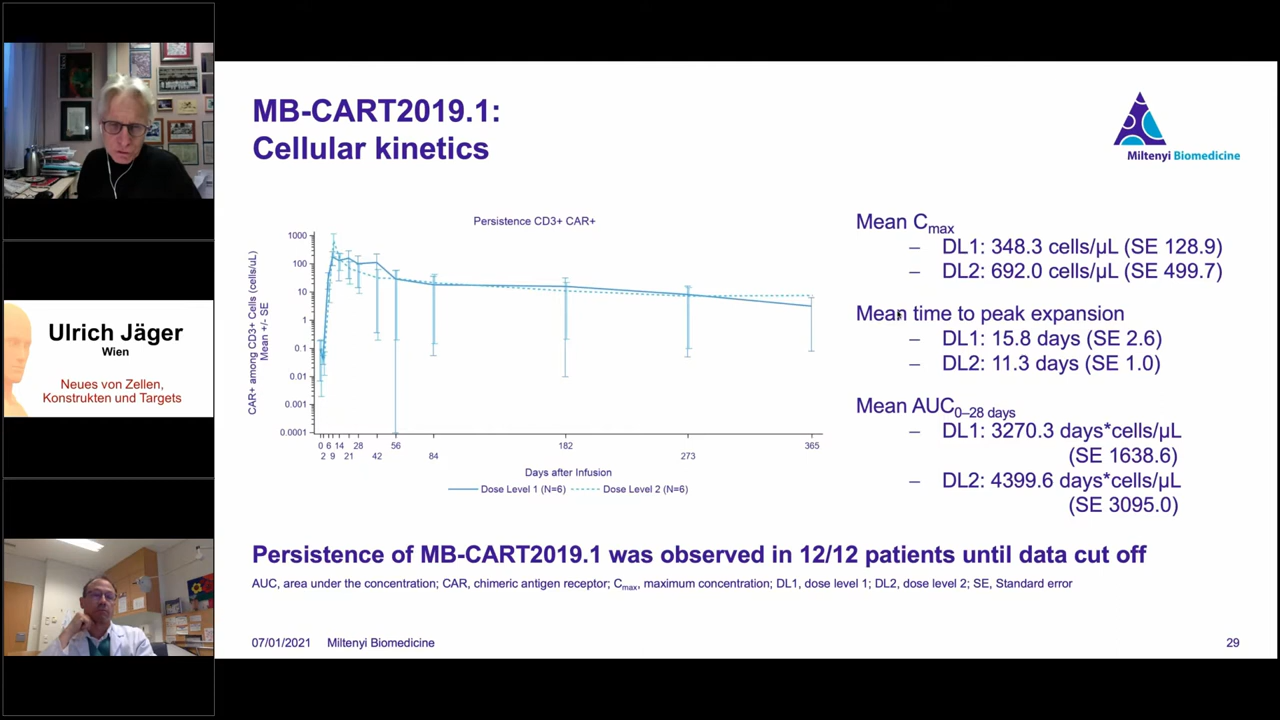 Ulrich Jäger
Wien
Neues von Zellen,
Konstrukten und Targets
MB-CART2019.1:
Cellular kinetics
Miltenyi Biomedicine
Persistence CD3+ CAR+
CAR+ among CD3+ Cells (cells/uL)
Mean +/- SE
1000
100
10
1
0.1
0.01
0.001
0.0001
0 6 14 28 56 182 273 365
2 9 21 42 84
Days after Infusion
Dose Level 1 (N=6) Dose Level 2 (N=6)
Mean Cmax
– DL1: 348.3 cells/µL (SE 128.9)
– DL2: 692.0 cells/µL (SE 499.7)
Mean time to peak expansion
– DL1: 15.8 days (SE 2.6)
– DL2: 11.3 days (SE 1.0)
Mean AUC0–28 days
– DL1: 3270.3 days*cells/µL
(SE 1638.6)
– DL2: 4399.6 days*cells/µL
(SE 3095.0)
Persistence of MB-CART2019.1 was observed in 12/12 patients until data cut off
AUC, area under the concentration; CAR, chimeric antigen receptor; Cmax, maximum concentration; DL1, dose level 1; DL2, dose level 2; SE, Standard error
07/01/2021 Miltenyi Biomedicine 29